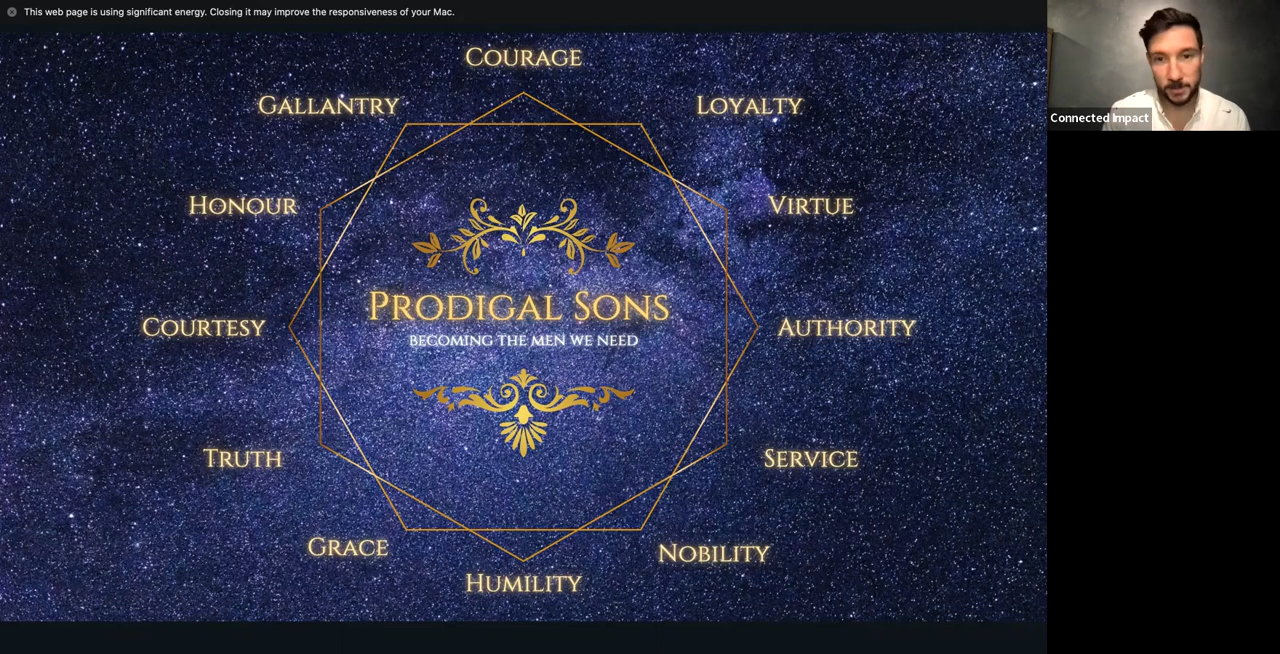 This web page is using significant energy. Closing it may improve the responsiveness of your Mac.
COURAGE
GALLANTRY
LOYALTY
HONOUR
VIRTUE
PRODIGAL SONS
BECOMING THE MEN WE NEED
COURTESY
AUTHORITY
TRUTH
SERVICE
GRACE
NOBILITY
HUMILITY
Connected Impact